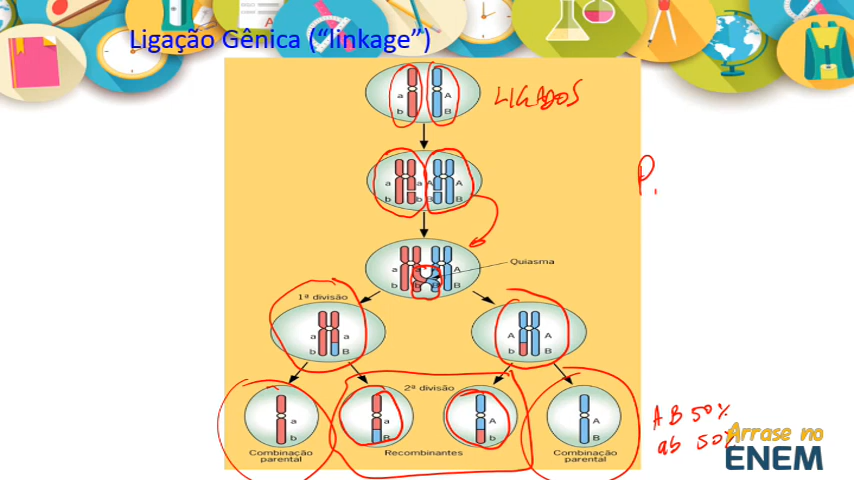 Ligação Gênica (“linkage”)
a A
b B
LIGADOS
a a A A
b b B B
P.
a a A
b b B B
Quiasma
1ª divisão
a a
b B
A A
b B
2ª divisão
a
b
Combinação
parental
a
B
A
b
Recombinantes
A
B
Combinação
parental
AB 50%
ab 50%
Arrase no
ENEM